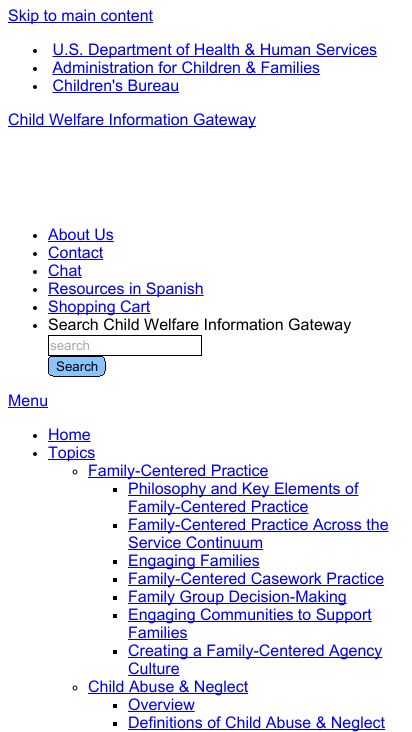 Skip to main content
U.S. Department of Health & Human Services
Administration for Children & Families
Children's Bureau
Child Welfare Information Gateway
About Us
Contact
Chat
Resources in Spanish
Shopping Cart
Search Child Welfare Information Gateway
search
Search
Menu
Home
Topics
Family-Centered Practice
Philosophy and Key Elements of
Family-Centered Practice
Family-Centered Practice Across the
Service Continuum
Engaging Families
Family-Centered Casework Practice
Family Group Decision-Making
Engaging Communities to Support
Families
Creating a Family-Centered Agency
Culture
Child Abuse & Neglect
Overview
Definitions of Child Abuse & Neglect